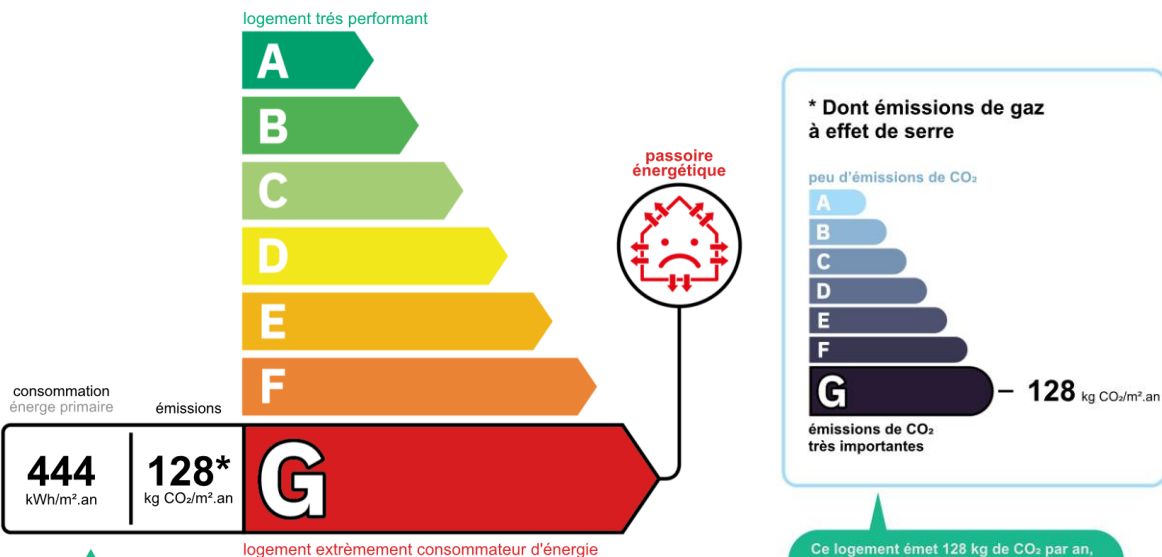 logement trés performant
A
B
C
D
E
F
G
passoire
énergétique
consommation
énerge primaire
émissions
444
kWh/m².an
128*
kg CO₂/m².an
logement extrèmement consommateur d'énergie
* Dont émissions de gaz
à effet de serre
peu d'émissions de CO₂
A
B
C
D
E
F
G
– 128 kg CO₂/m².an
émissions de CO₂
très importantes
Ce logement émet 128 kg de CO₂ par an,